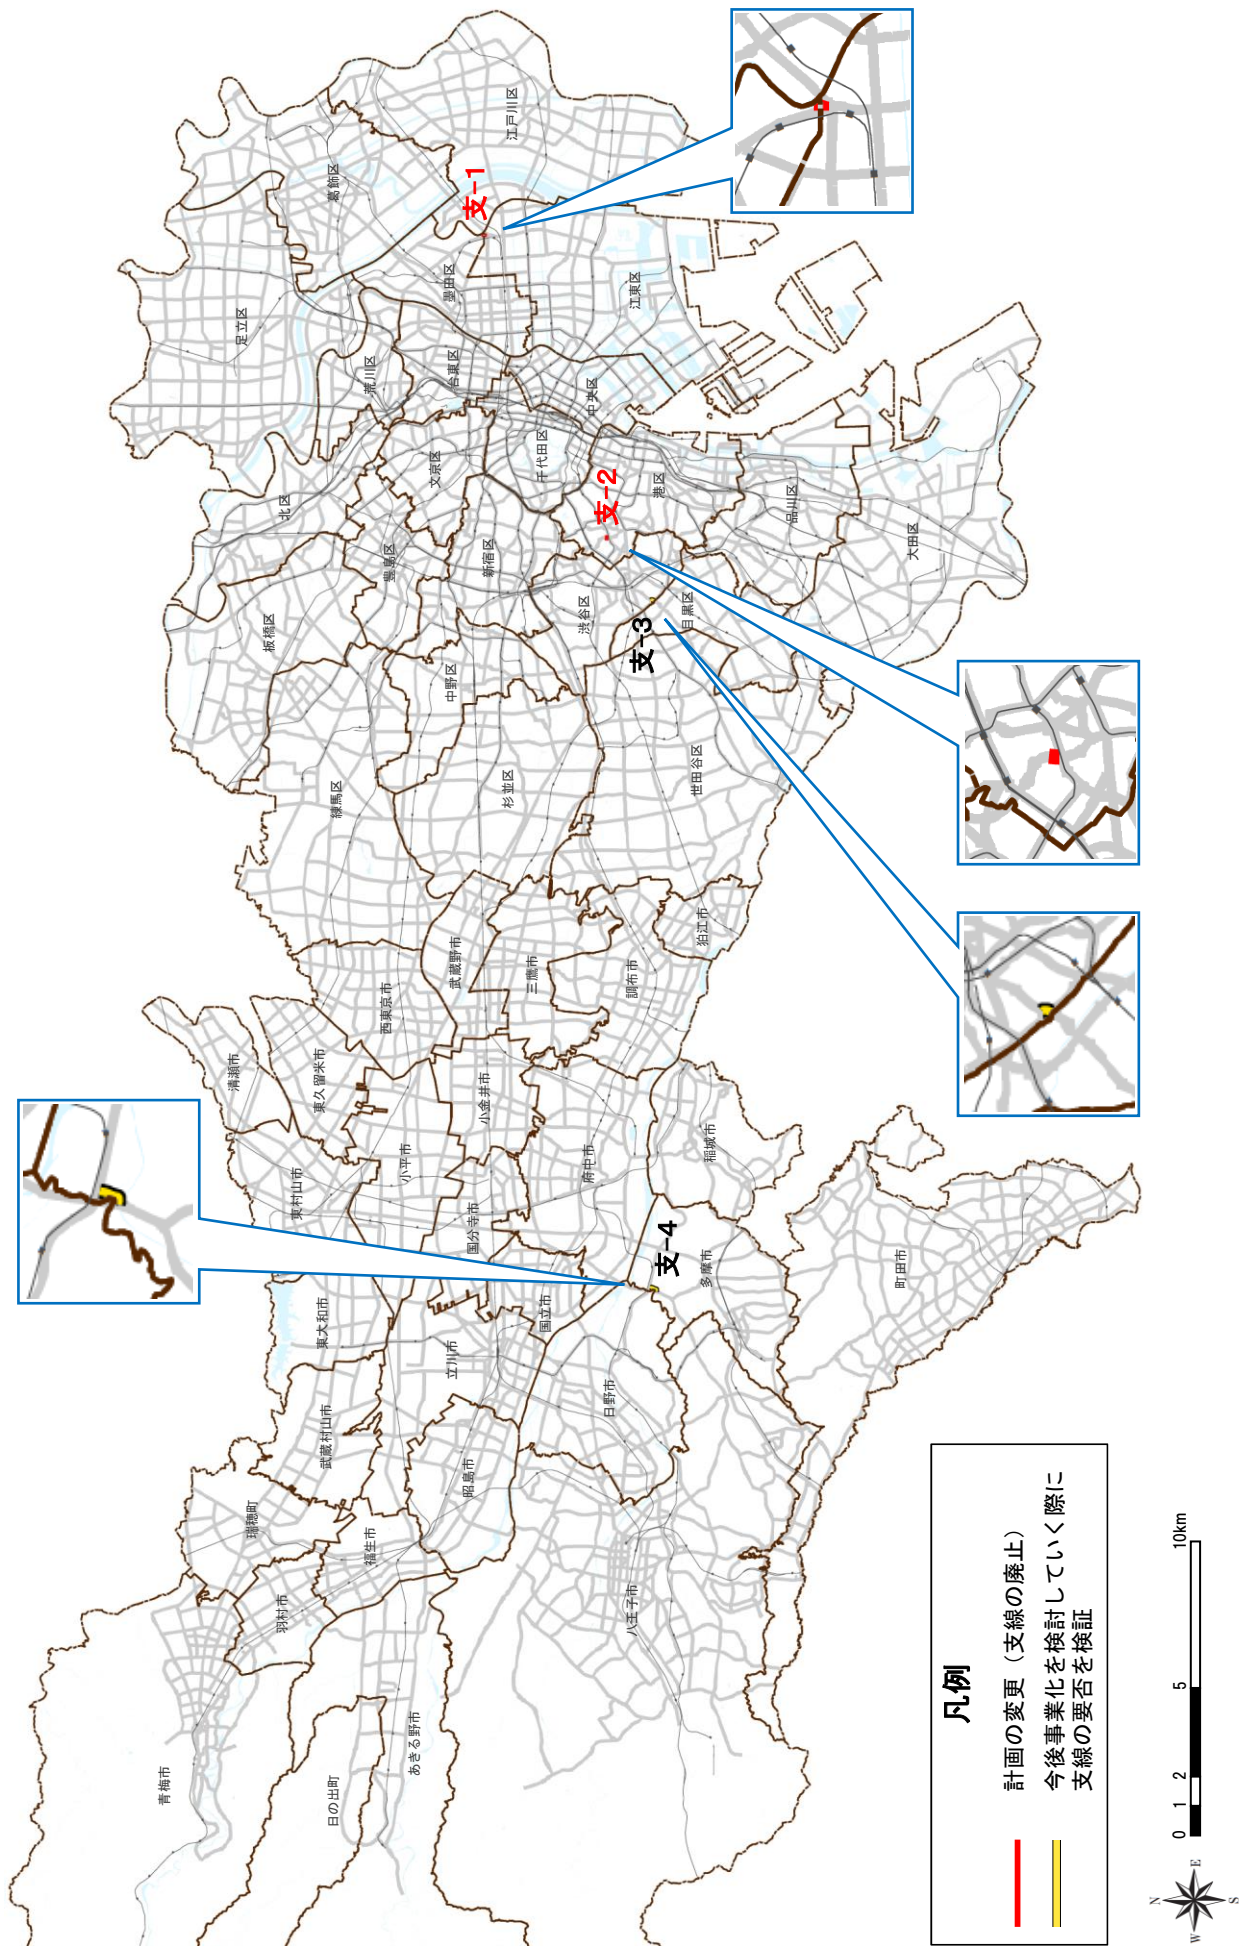 江戸川区
葛飾区
足立区
墨田区
江東区
荒川区
台東区
中央区
北区
文京区
千代田区
港区
品川区
大田区
板橋区
豊島区
新宿区
渋谷区
目黒区
練馬区
中野区
杉並区
世田谷区
西東京市
武蔵野市
三鷹市
調布市
狛江市
清瀬市
東久留米市
小金井市
東村山市
小平市
国分寺市
府中市
稲城市
多摩市
町田市
東大和市
立川市
国立市
日野市
武蔵村山市
昭島市
瑞穂町
福生市
羽村市
八王子市
青梅市
日の出町
あきる野市
支-1
支-2
支-3
支-4
凡例
計画の変更（支線の廃止）
今後事業化を検討していく際に
支線の要否を検証
0 1 2 5 10km
N
W E
S